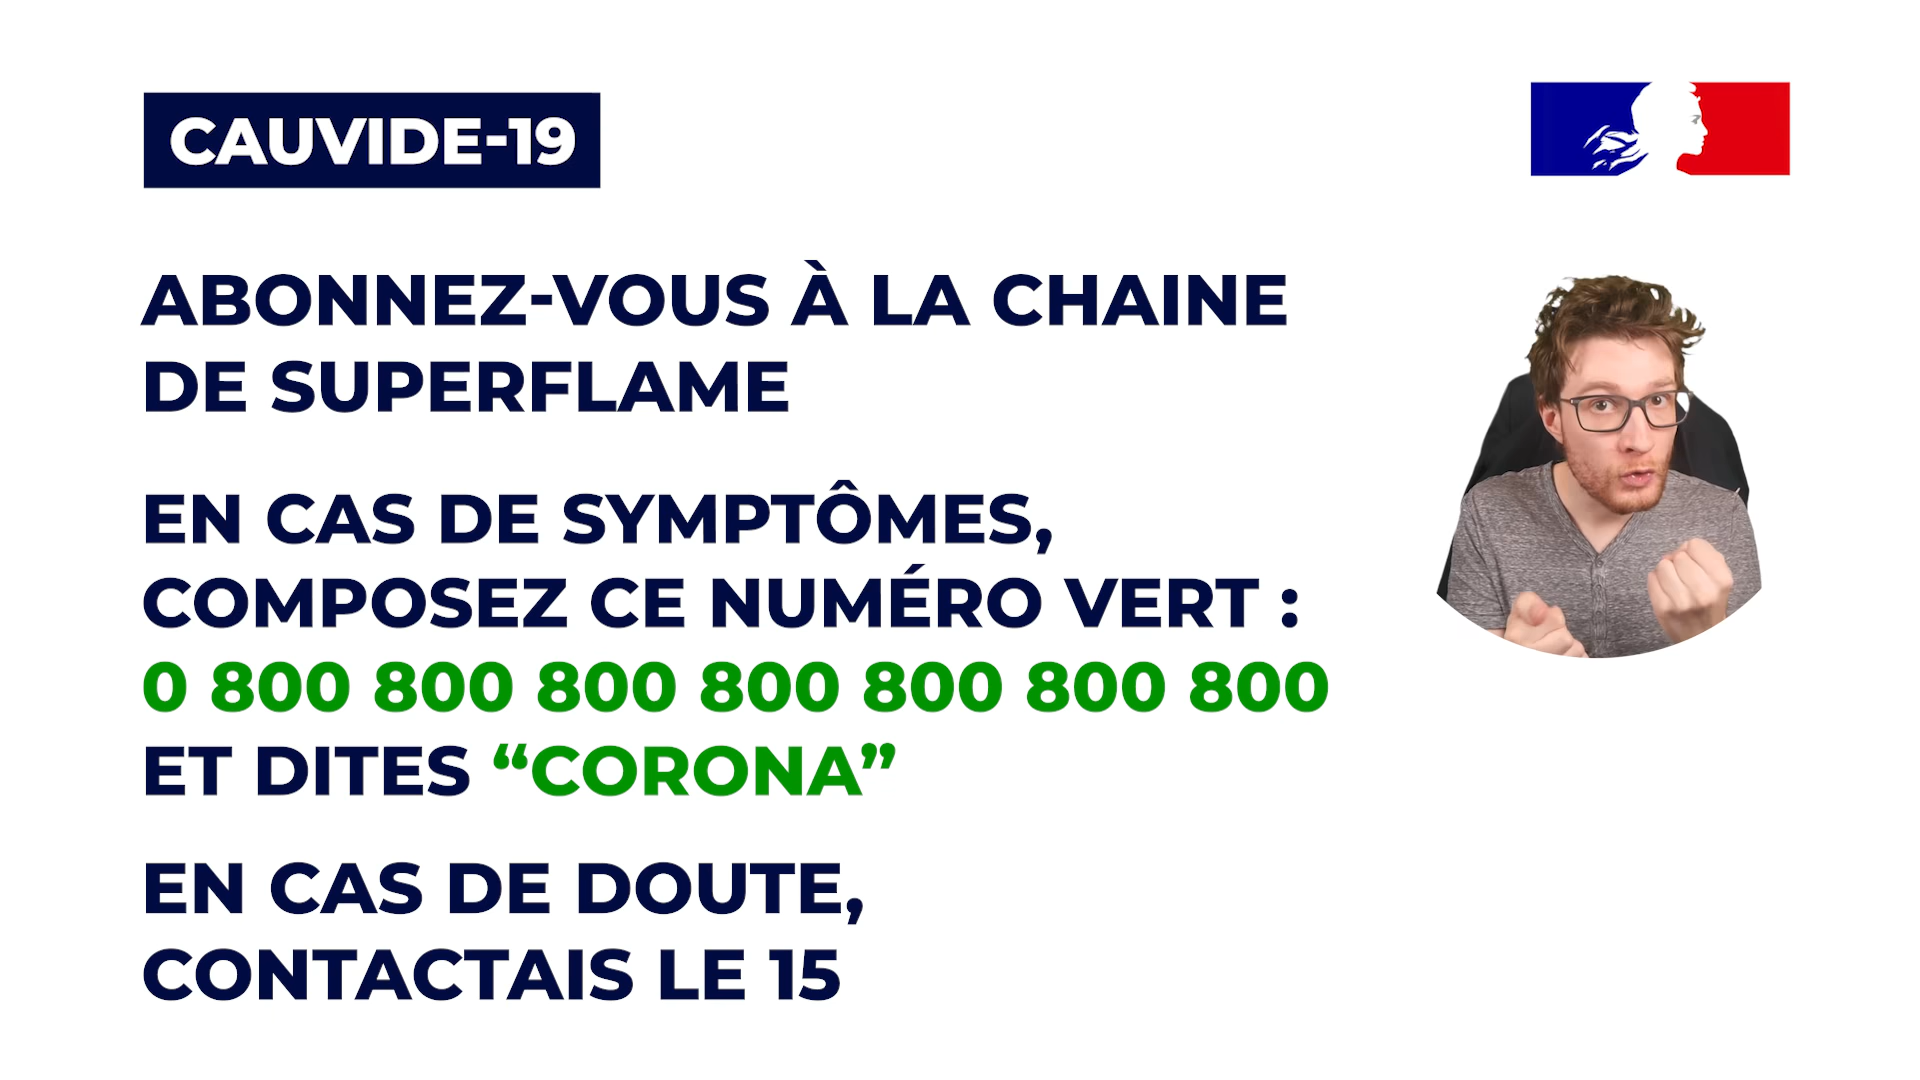 CAUVIDE-19
ABONNEZ-VOUS À LA CHAINE
DE SUPERFLAME
EN CAS DE SYMPTÔMES,
COMPOSEZ CE NUMÉRO VERT :
0 800 800 800 800 800 800 800
ET DITES “CORONA”
EN CAS DE DOUTE,
CONTACTAIS LE 15